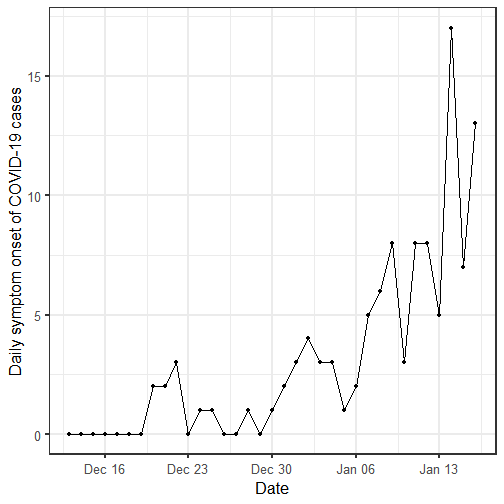 Daily symptom onset of COVID-19 cases
15
10
5
0
Dec 16 Dec 23 Dec 30 Jan 06 Jan 13
Date